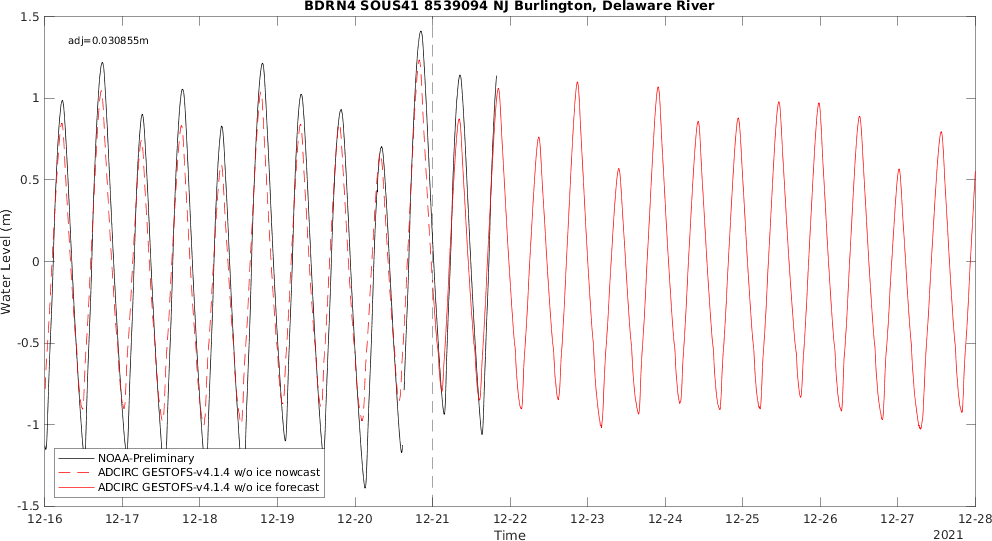 BDRN4 SOUS41 8539094 NJ Burlington, Delaware River
adj=0.030855m
1.5
1
0.5
0
-0.5
-1
-1.5
Water Level (m)
NOAA-Preliminary
ADCIRC GESTOFS-v4.1.4 w/o ice nowcast
ADCIRC GESTOFS-v4.1.4 w/o ice forecast
12-16 12-17 12-18 12-19 12-20 12-21 12-22 12-23 12-24 12-25 12-26 12-27 12-28
Time
2021